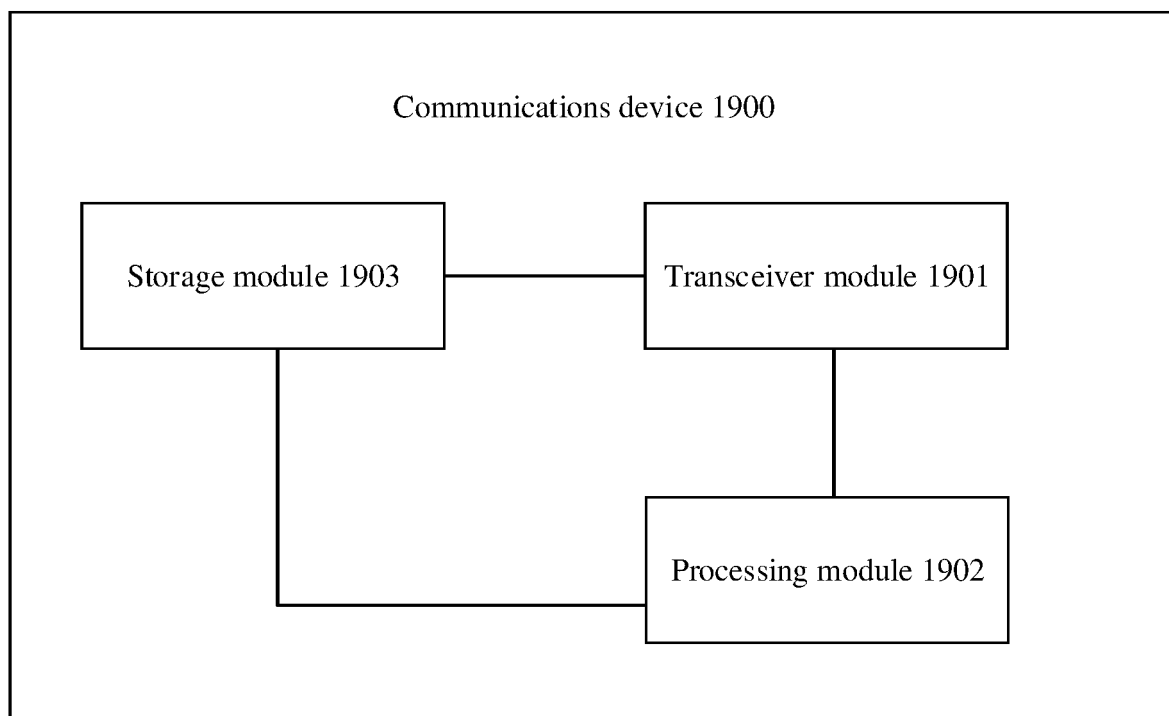 Communications device 1900
Storage module 1903
Transceiver module 1901
Processing module 1902